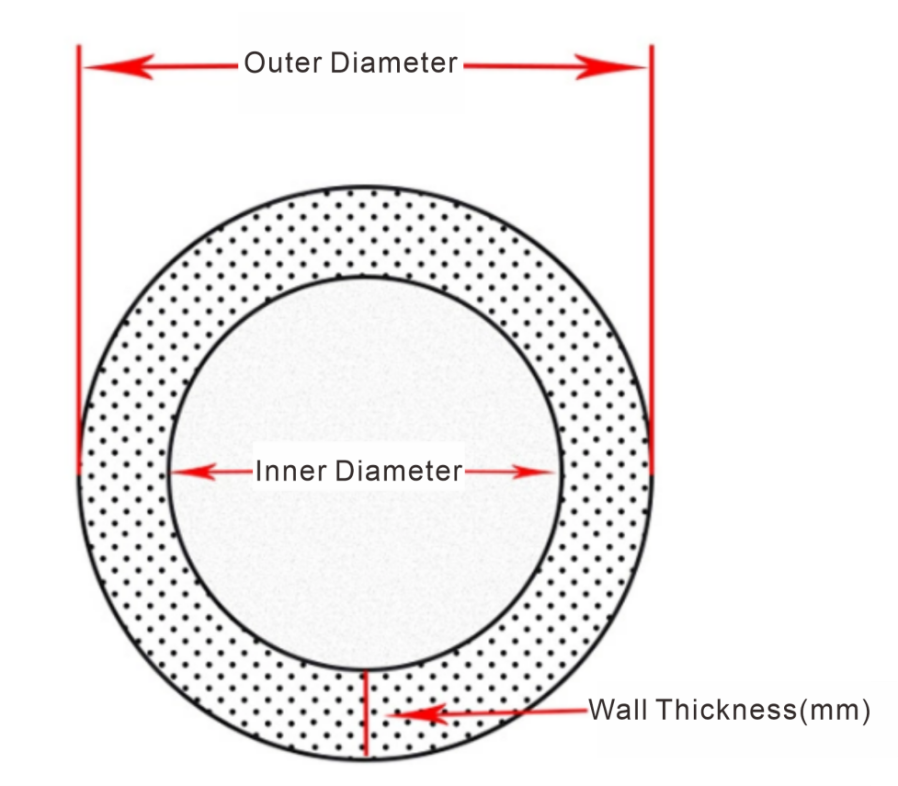 Outer Diameter
Inner Diameter
Wall Thickness(mm)